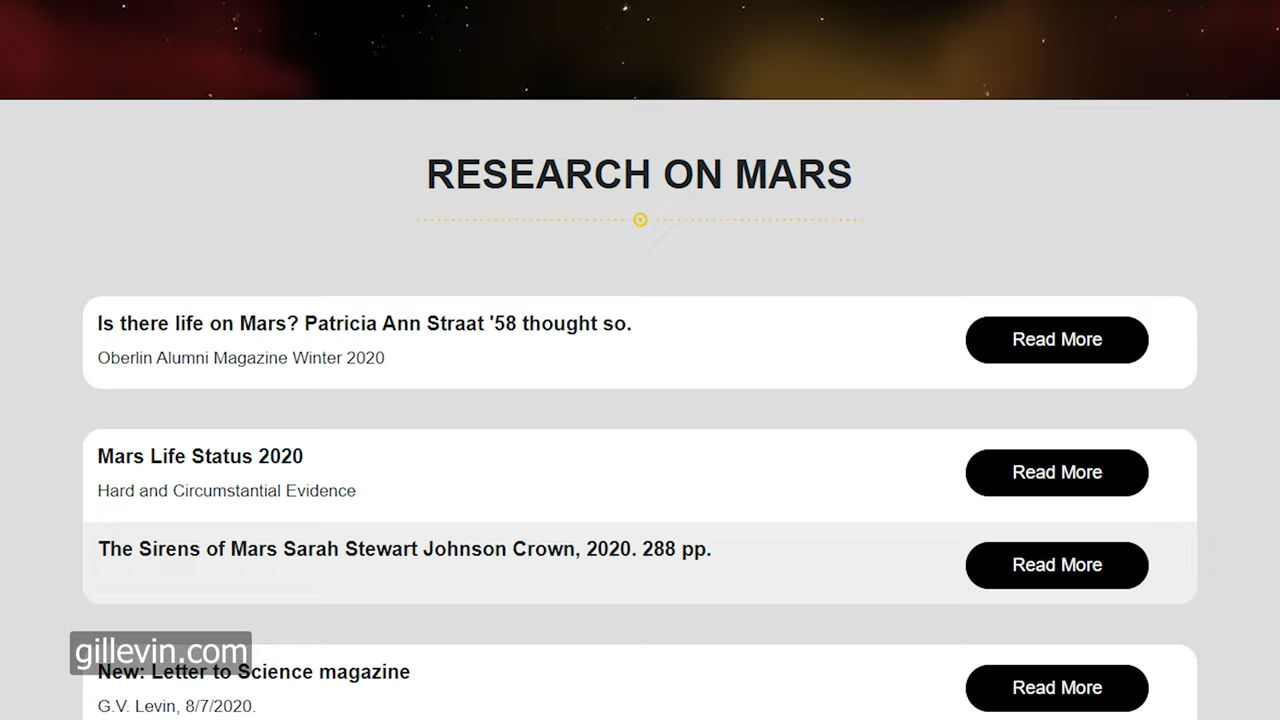 RESEARCH ON MARS
Is there life on Mars? Patricia Ann Straat '58 thought so.
Oberlin Alumni Magazine Winter 2020
Read More
Mars Life Status 2020
Hard and Circumstantial Evidence
Read More
The Sirens of Mars Sarah Stewart Johnson Crown, 2020. 288 pp.
Read More
gillevin.com
New: Letter to Science magazine
G.V. Levin, 8/7/2020.
Read More